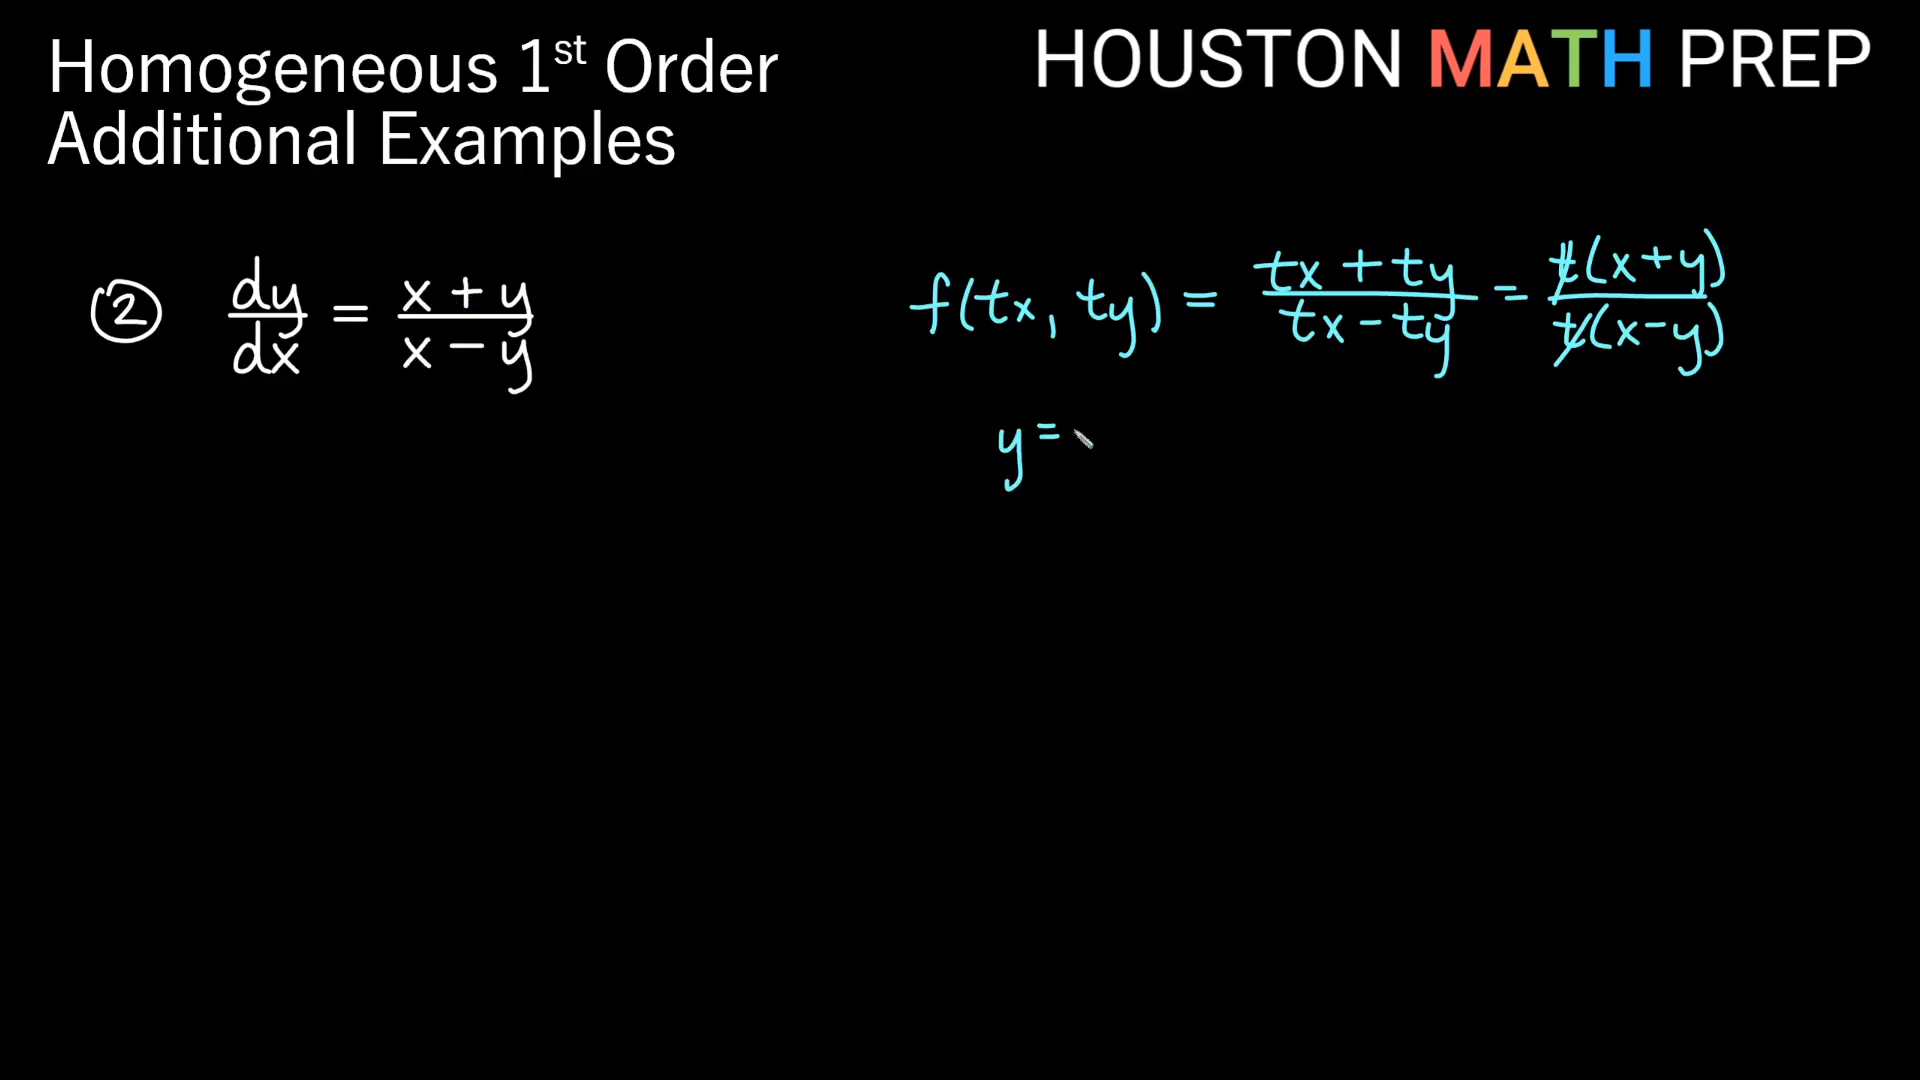 Homogeneous 1st Order
Additional Examples
HOUSTON MATH PREP
② dy/dx = (x + y)/(x - y)
f(tx, ty) = (tx + ty)/(tx - ty) = t(x+y)/t(x-y)
y =